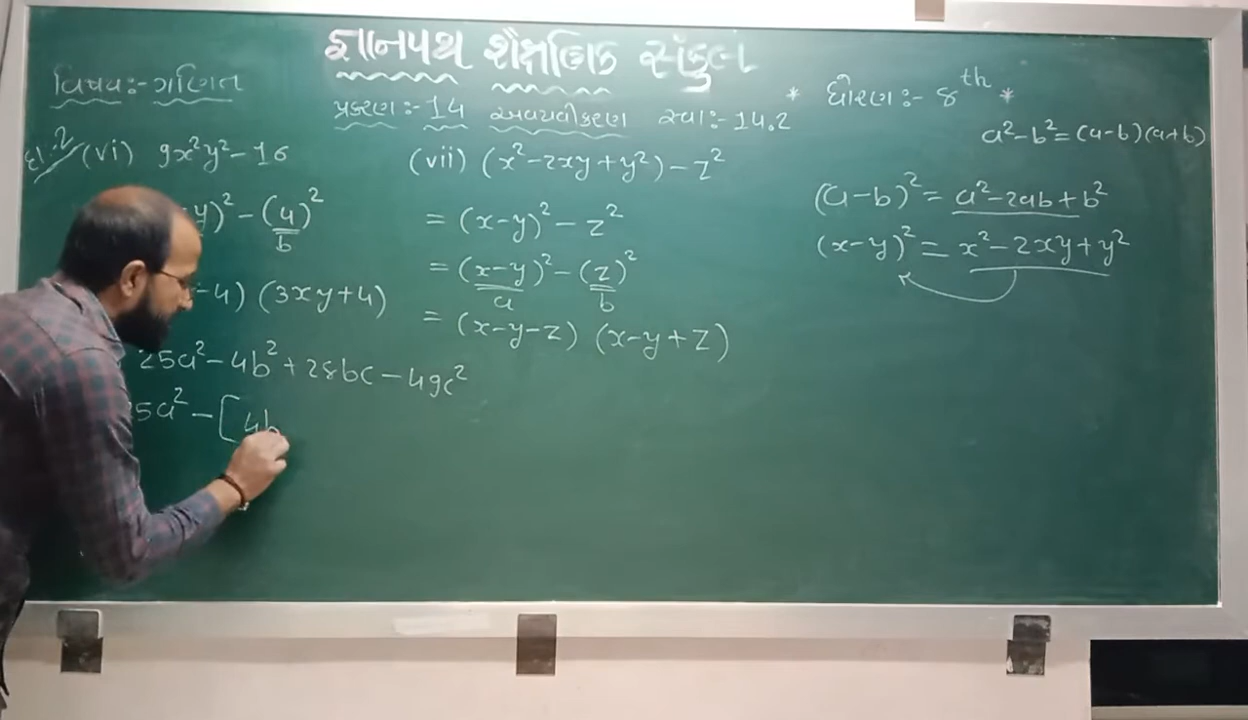 જ્ઞાનપથ શૈક્ષણિક સંકુલ
વિષય:- ગણિત
પ્રકરણ:- 14 અવયવીકરણ સ્વા:- 14.2
* ધોરણ:- 8th *
a²-b²=(a-b)(a+b)
દા.2 (vi) 9x²y²-16
y)²-(4)²
b
-4) (3xy+4)
25a²-4b²+28bc-49c²
5a²-[4b
(vii) (x²-2xy+y²)-z²
= (x-y)²-z²
= (x-y)²-(z)²
a b
= (x-y-z) (x-y+z)
(a-b)²= a²-2ab+b²
(x-y)²= x²-2xy+y²